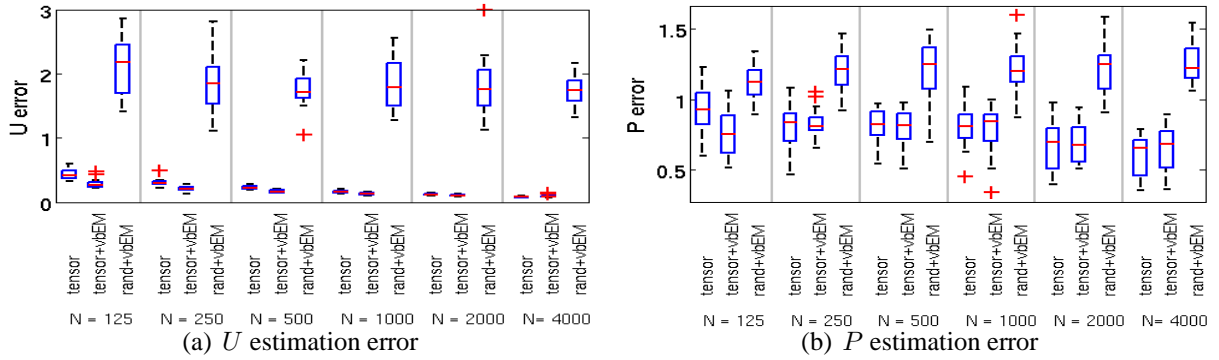 U error
3
2
1
0
tensor
tensor+vbEM
rand+vbEM
tensor
tensor+vbEM
rand+vbEM
tensor
tensor+vbEM
rand+vbEM
tensor
tensor+vbEM
rand+vbEM
tensor
tensor+vbEM
rand+vbEM
tensor
tensor+vbEM
rand+vbEM
N = 125 N = 250 N = 500 N = 1000 N = 2000 N= 4000
(a) U estimation error
P error
1.5
1
0.5
tensor
tensor+vbEM
rand+vbEM
tensor
tensor+vbEM
rand+vbEM
tensor
tensor+vbEM
rand+vbEM
tensor
tensor+vbEM
rand+vbEM
tensor
tensor+vbEM
rand+vbEM
tensor
tensor+vbEM
rand+vbEM
N = 125 N = 250 N = 500 N = 1000 N = 2000 N= 4000
(b) P estimation error